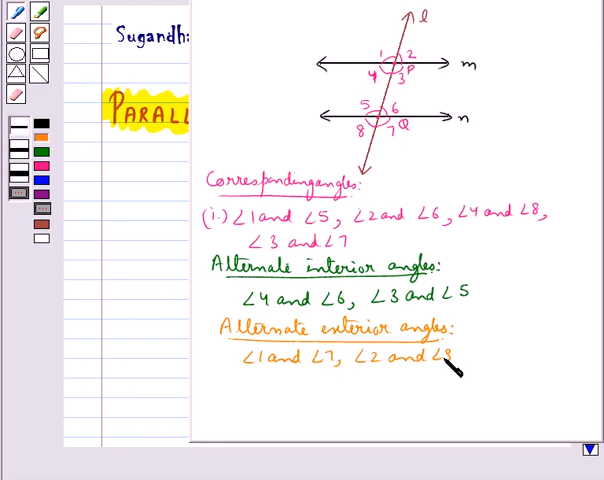 Sugandha
PARALL
l
1 2
m
4 3 P
5 6
n
8 7 Q
Corresponding angles:
(i.) ∠1 and ∠5, ∠2 and ∠6, ∠4 and ∠8,
∠3 and ∠7
Alternate interior angles:
∠4 and ∠6, ∠3 and ∠5
Alternate exterior angles:
∠1 and ∠7, ∠2 and ∠8